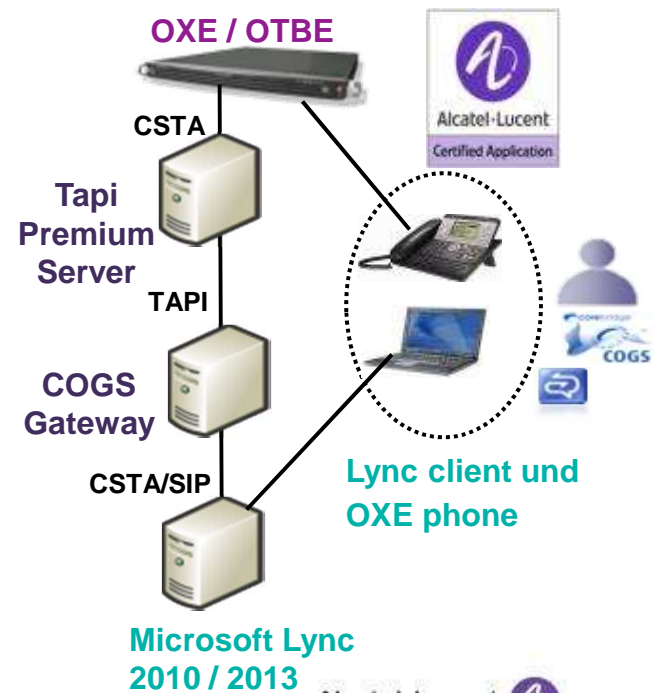 OXE / OTBE
Alcatel·Lucent
Certified Application
CSTA
Tapi
Premium
Server
TAPI
COGS
COGS
Gateway
CSTA/SIP
Lync client und
OXE phone
Microsoft Lync
2010 / 2013